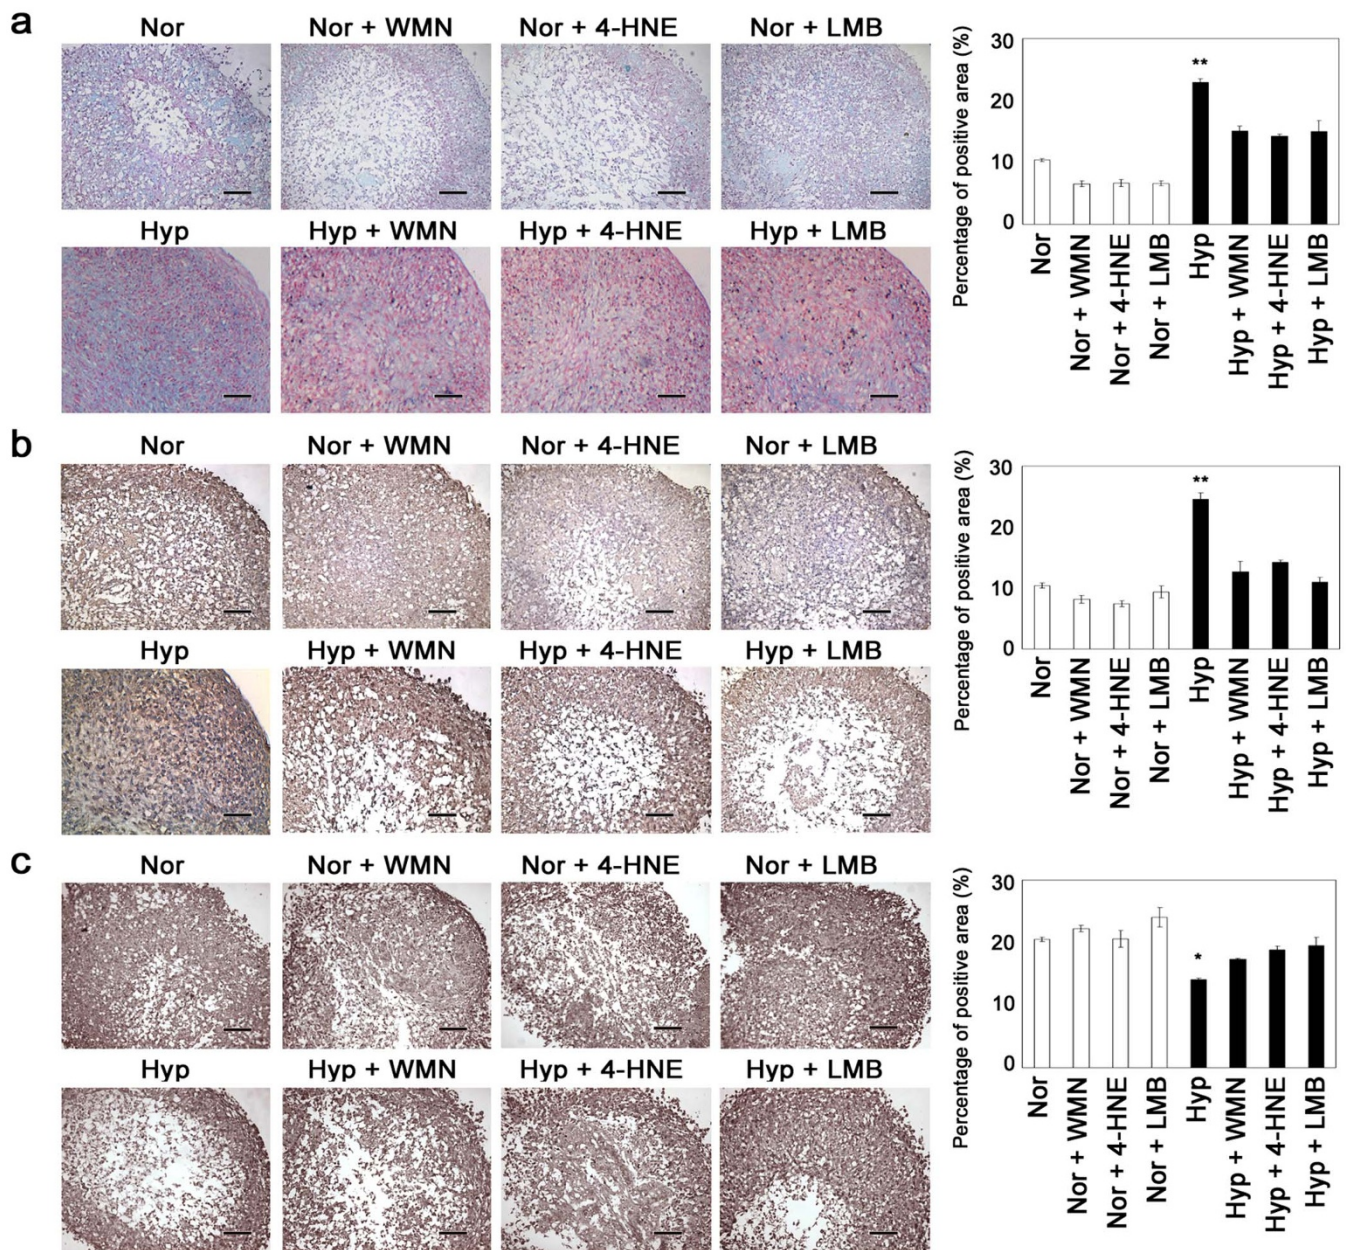 a
Nor
Nor + WMN
Nor + 4-HNE
Nor + LMB
Hyp
Hyp + WMN
Hyp + 4-HNE
Hyp + LMB
Percentage of positive area (%)
30
20
10
0
**
Nor
Nor + WMN
Nor + 4-HNE
Nor + LMB
Hyp
Hyp + WMN
Hyp + 4-HNE
Hyp + LMB
b
Nor
Nor + WMN
Nor + 4-HNE
Nor + LMB
Hyp
Hyp + WMN
Hyp + 4-HNE
Hyp + LMB
Percentage of positive area (%)
30
20
10
0
**
Nor
Nor + WMN
Nor + 4-HNE
Nor + LMB
Hyp
Hyp + WMN
Hyp + 4-HNE
Hyp + LMB
c
Nor
Nor + WMN
Nor + 4-HNE
Nor + LMB
Hyp
Hyp + WMN
Hyp + 4-HNE
Hyp + LMB
Percentage of positive area (%)
30
20
10
0
*
Nor
Nor + WMN
Nor + 4-HNE
Nor + LMB
Hyp
Hyp + WMN
Hyp + 4-HNE
Hyp + LMB